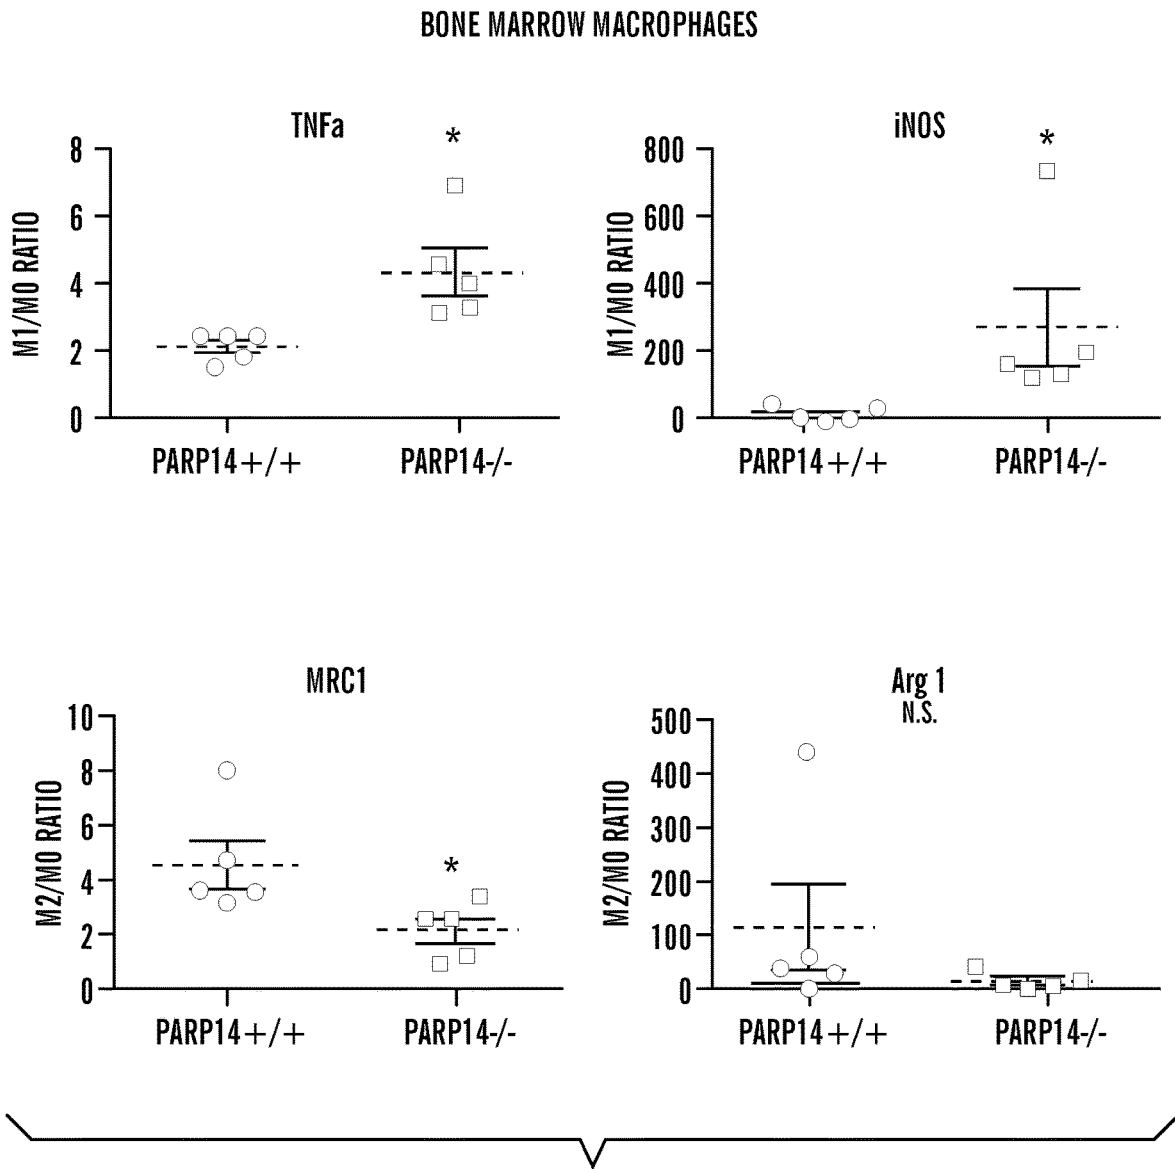 BONE MARROW MACROPHAGES
TNFa
*
8
6
4
2
0
M1/M0 RATIO
PARP14+/+
PARP14-/-
iNOS
*
800
600
400
200
0
M1/M0 RATIO
PARP14+/+
PARP14-/-
MRC1
10
8
6
4
2
0
*
M2/M0 RATIO
PARP14+/+
PARP14-/-
Arg 1
N.S.
500
400
300
200
100
0
M2/M0 RATIO
PARP14+/+
PARP14-/-